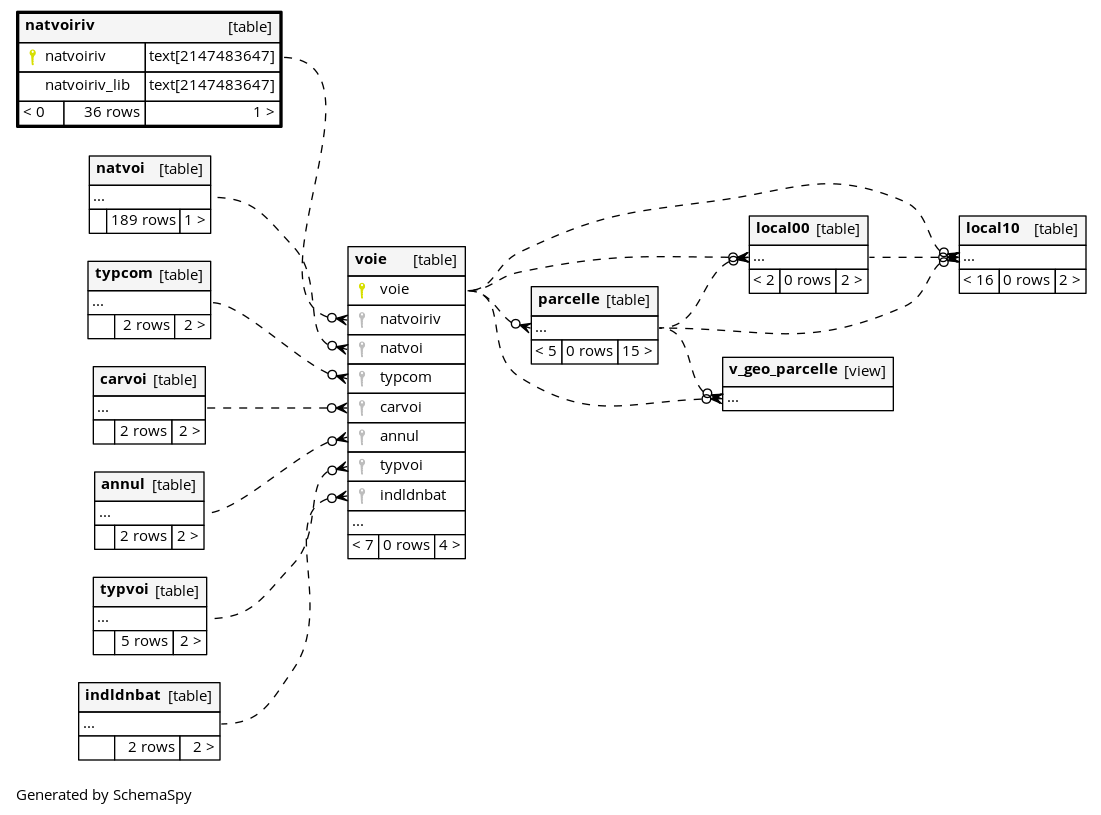 natvoiriv [table]
natvoiriv text[2147483647]
natvoiriv_lib text[2147483647]
< 0 36 rows 1 >
natvoi [table]
...
189 rows 1 >
typcom [table]
...
2 rows 2 >
carvoi [table]
...
2 rows 2 >
annul [table]
...
2 rows 2 >
typvoi [table]
...
5 rows 2 >
indldnbat [table]
...
2 rows 2 >
voie [table]
voie
natvoiriv
natvoi
typcom
carvoi
annul
typvoi
indldnbat
...
< 7 0 rows 4 >
parcelle [table]
...
< 5 0 rows 15 >
local00 [table]
...
< 2 0 rows 2 >
v_geo_parcelle [view]
...
local10 [table]
...
< 16 0 rows 2 >
Generated by SchemaSpy